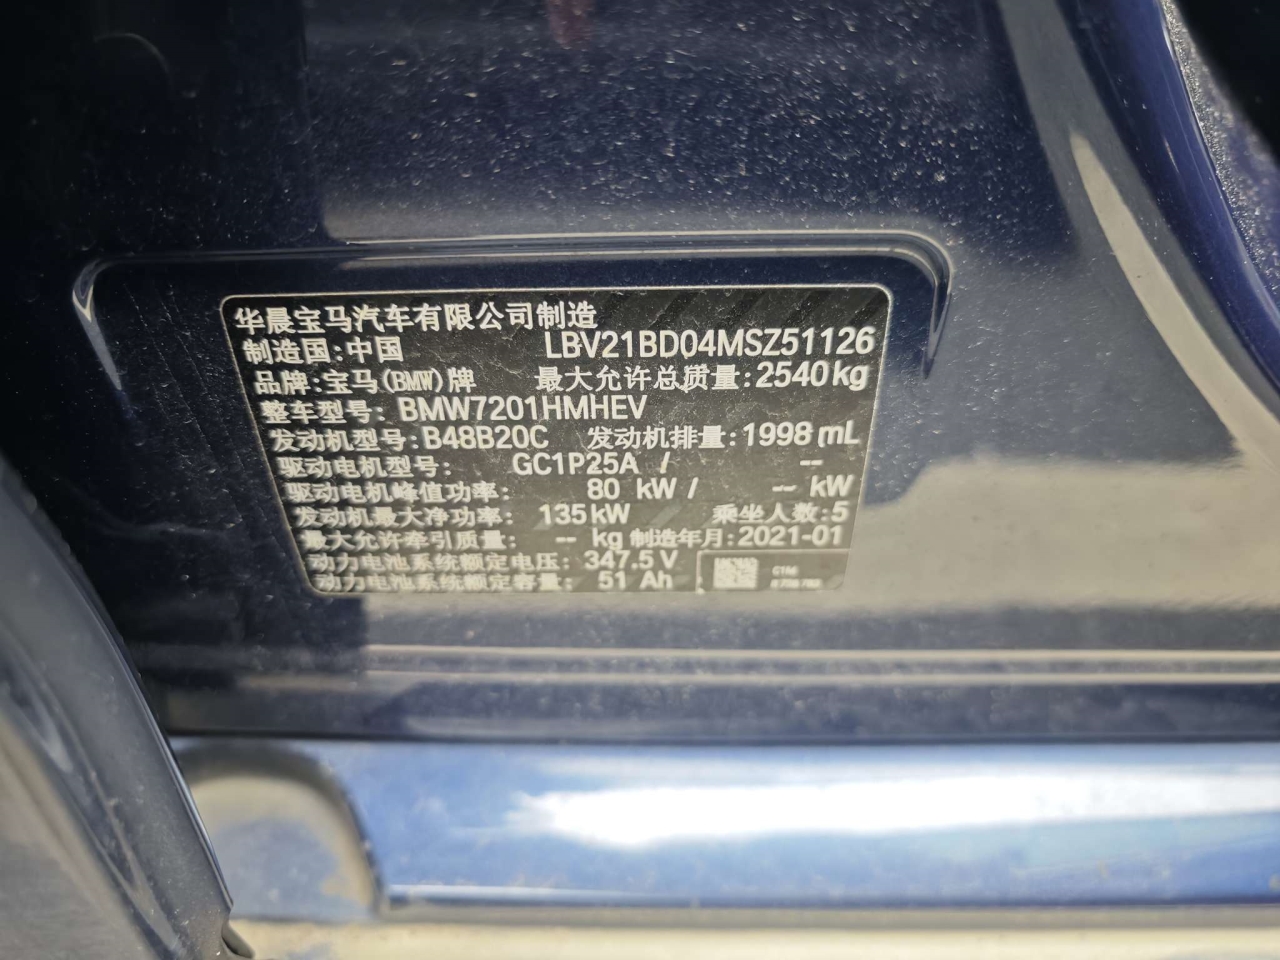 华晨宝马汽车有限公司制造
制造国:中国 LBV21BD04MSZ51126
品牌:宝马(BMW)牌 最大允许总质量:2540kg
整车型号: BMW7201HMHEV
发动机型号:B48B20C 发动机排量:1998 mL
驱动电机型号: GC1P25A / --
驱动电机峰值功率: 80 kW / -- kW
发动机最大净功率: 135kW 乘坐人数:5
最大允许牵引质量: -- kg 制造年月:2021-01
动力电池系统额定电压: 347.5 V
动力电池系统额定容量: 51 Ah